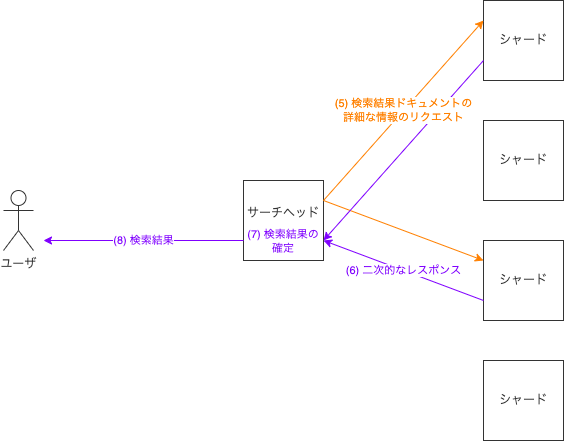 シャード
(5) 検索結果ドキュメントの
詳細な情報のリクエスト
シャード
サーチヘッド
(7) 検索結果の
確定
(8) 検索結果
ユーザ
(6) 二次的なレスポンス
シャード
シャード